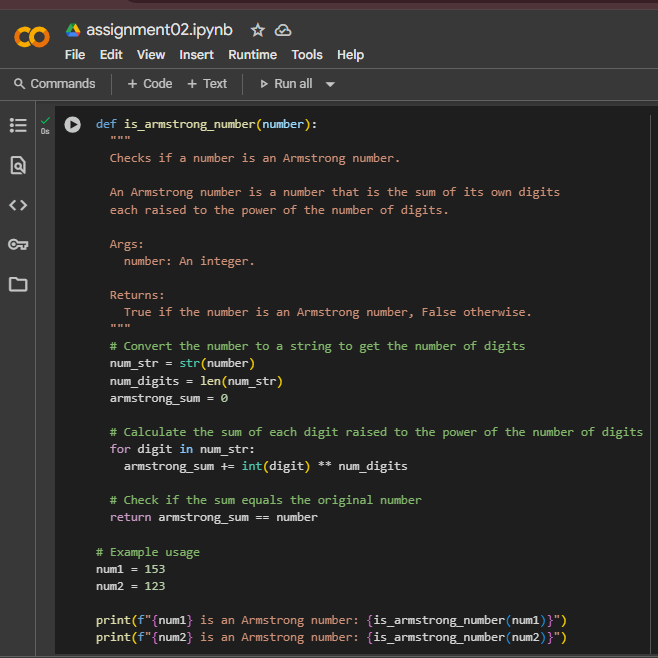 assignment02.ipynb
File Edit View Insert Runtime Tools Help
Commands + Code + Text Run all
0s
def is_armstrong_number(number):
"""
Checks if a number is an Armstrong number.
An Armstrong number is a number that is the sum of its own digits
each raised to the power of the number of digits.
Args:
number: An integer.
Returns:
True if the number is an Armstrong number, False otherwise.
"""
# Convert the number to a string to get the number of digits
num_str = str(number)
num_digits = len(num_str)
armstrong_sum = 0
# Calculate the sum of each digit raised to the power of the number of digits
for digit in num_str:
armstrong_sum += int(digit) ** num_digits
# Check if the sum equals the original number
return armstrong_sum == number
# Example usage
num1 = 153
num2 = 123
print(f"{num1} is an Armstrong number: {is_armstrong_number(num1)}")
print(f"{num2} is an Armstrong number: {is_armstrong_number(num2)}")